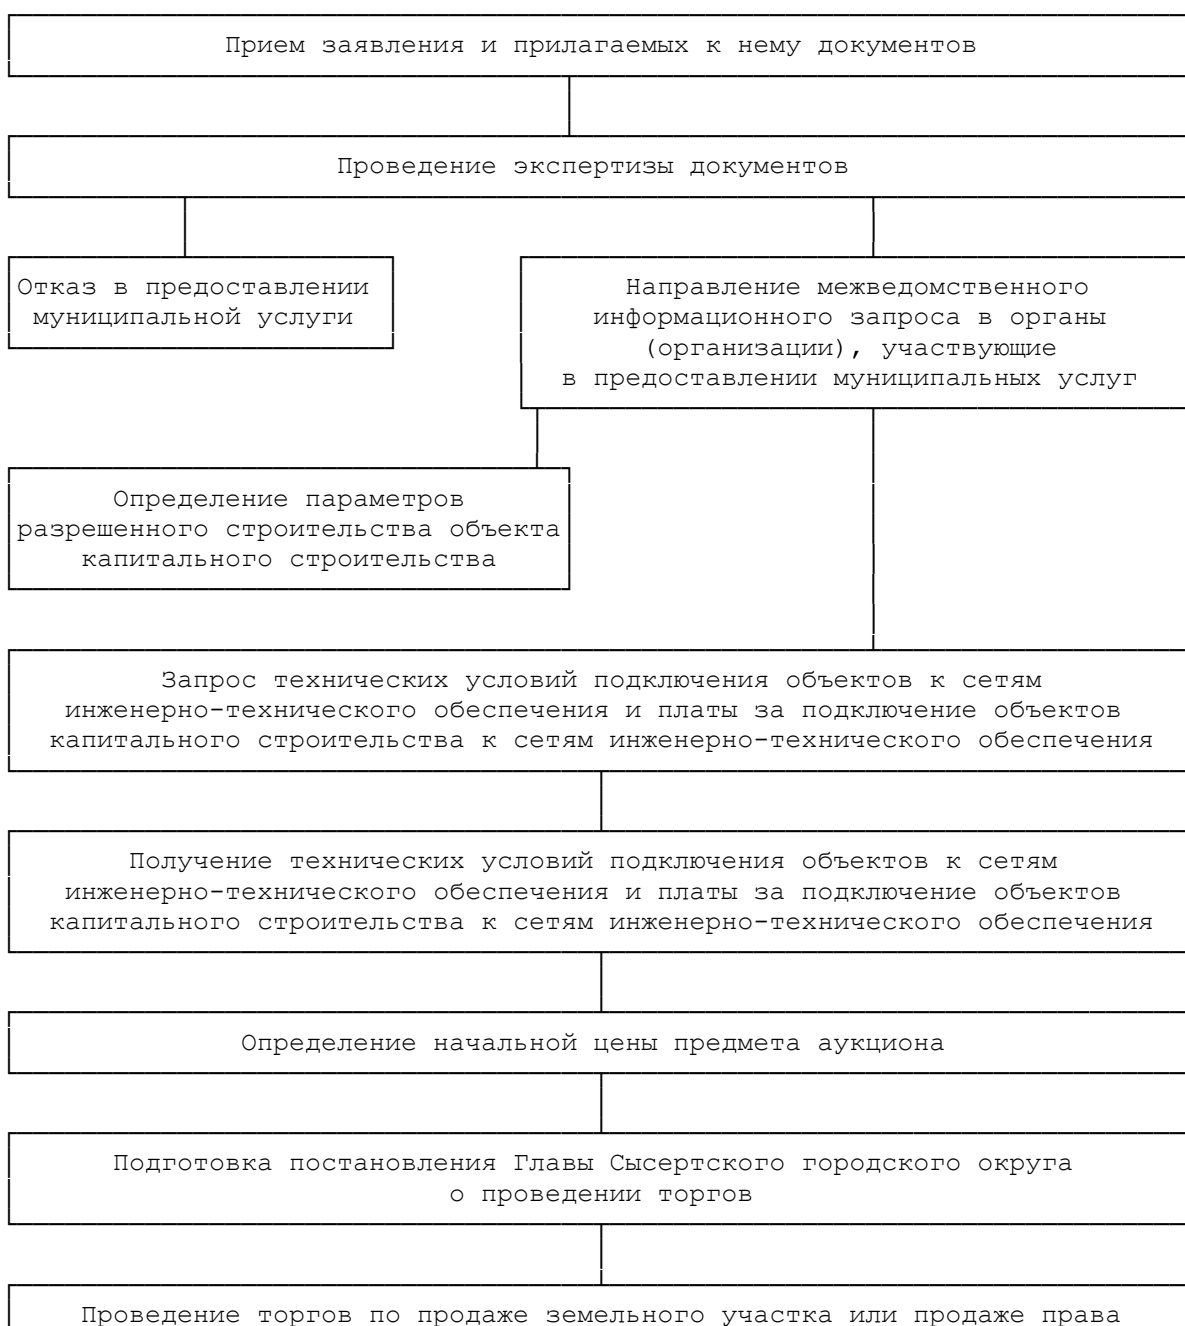 Прием заявления и прилагаемых к нему документов
Проведение экспертизы документов
Отказ в предоставлении
муниципальной услуги
Направление межведомственного
информационного запроса в органы
(организации), участвующие
в предоставлении муниципальных услуг
Определение параметров
разрешенного строительства объекта
капитального строительства
Запрос технических условий подключения объектов к сетям
инженерно-технического обеспечения и платы за подключение объектов
капитального строительства к сетям инженерно-технического обеспечения
Получение технических условий подключения объектов к сетям
инженерно-технического обеспечения и платы за подключение объектов
капитального строительства к сетям инженерно-технического обеспечения
Определение начальной цены предмета аукциона
Подготовка постановления Главы Сысертского городского округа
о проведении торгов
Проведение торгов по продаже земельного участка или продаже права